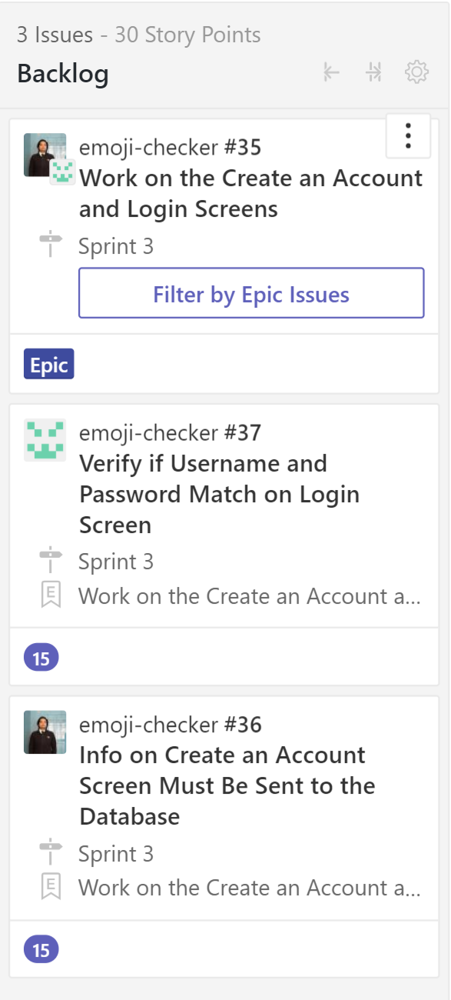 3 Issues - 30 Story Points
Backlog
emoji-checker #35
Work on the Create an Account
and Login Screens
Sprint 3
Filter by Epic Issues
Epic
emoji-checker #37
Verify if Username and
Password Match on Login
Screen
Sprint 3
E
Work on the Create an Account a...
15
emoji-checker #36
Info on Create an Account
Screen Must Be Sent to the
Database
Sprint 3
E
Work on the Create an Account a...
15